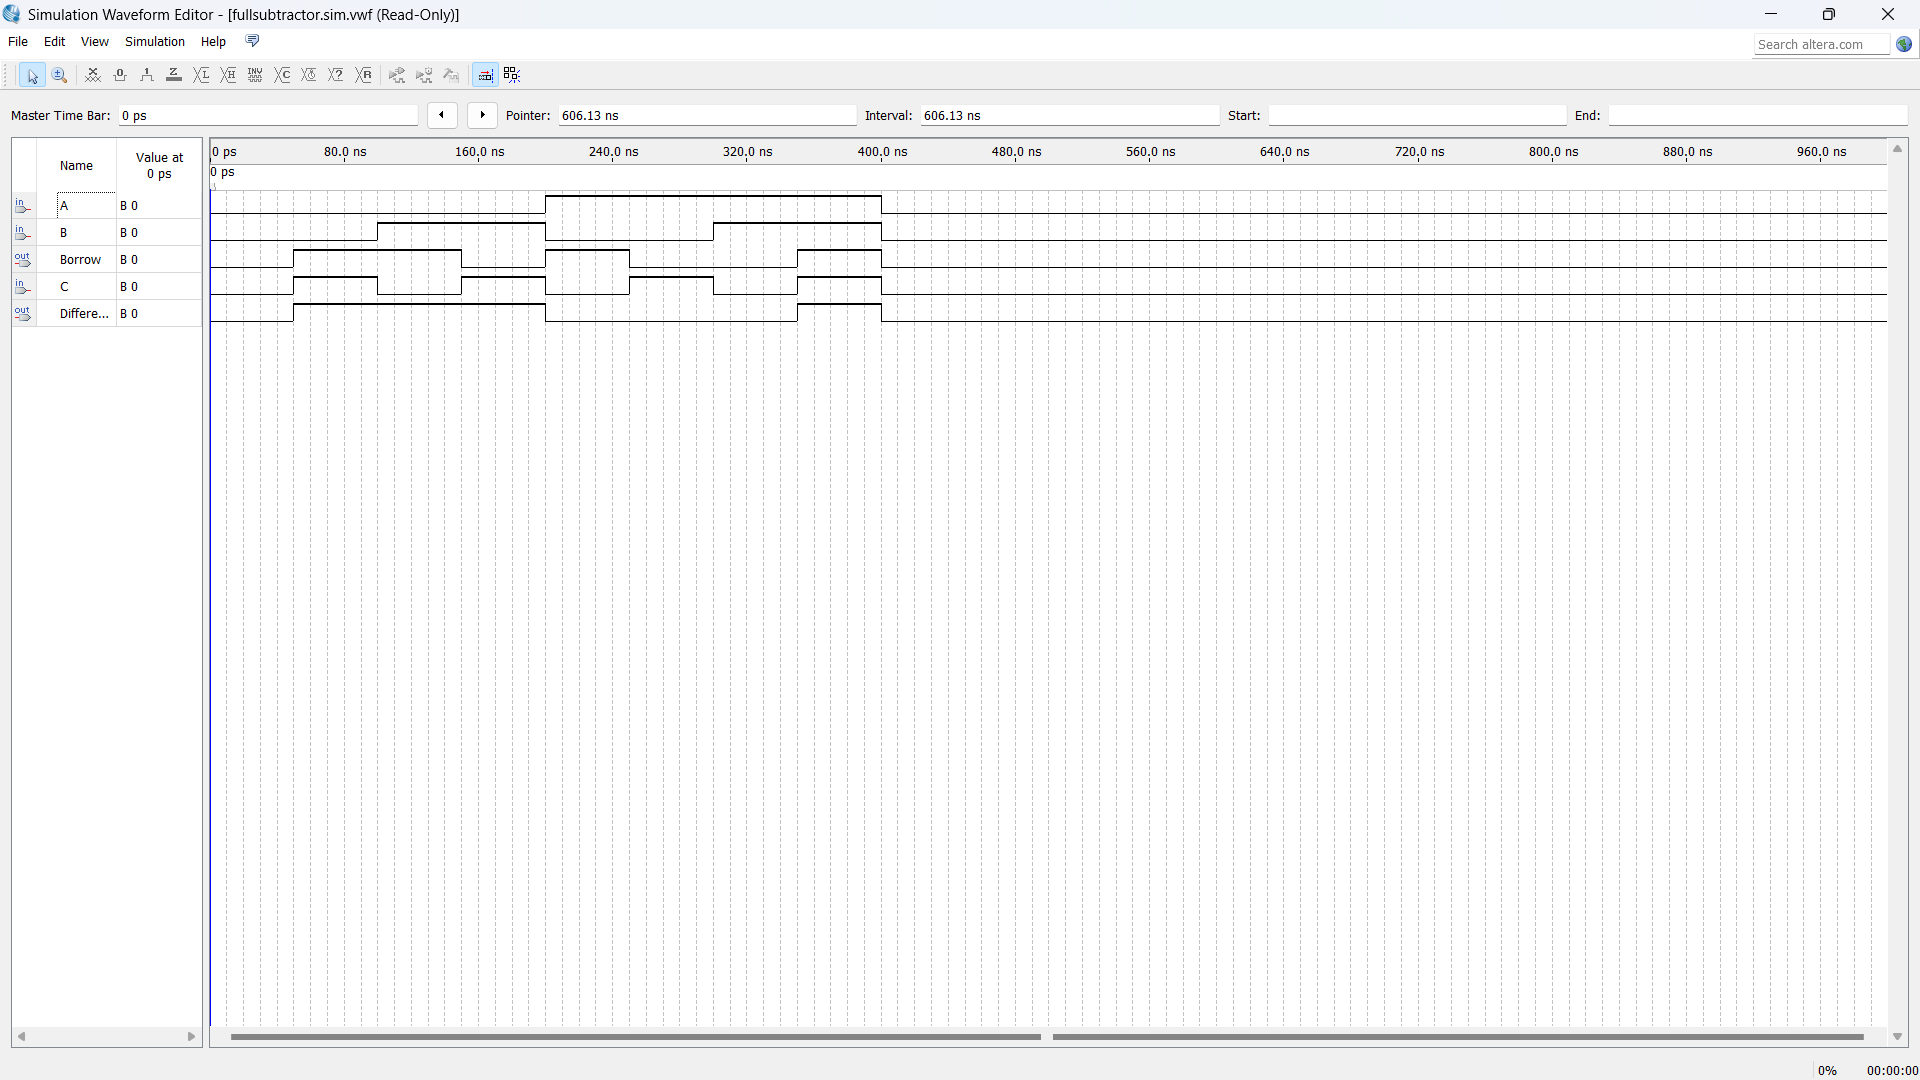 Simulation Waveform Editor - [fullsubtractor.sim.vwf (Read-Only)]
File Edit View Simulation Help
Search altera.com
Master Time Bar: 0 ps Pointer: 606.13 ns Interval: 606.13 ns Start: End:
Name Value at 0 ps
0 ps 80.0 ns 160.0 ns 240.0 ns 320.0 ns 400.0 ns 480.0 ns 560.0 ns 640.0 ns 720.0 ns 800.0 ns 880.0 ns 960.0 ns
0 ps
in A B 0
in B B 0
out Borrow B 0
in C B 0
out Differe... B 0
0% 00:00:00